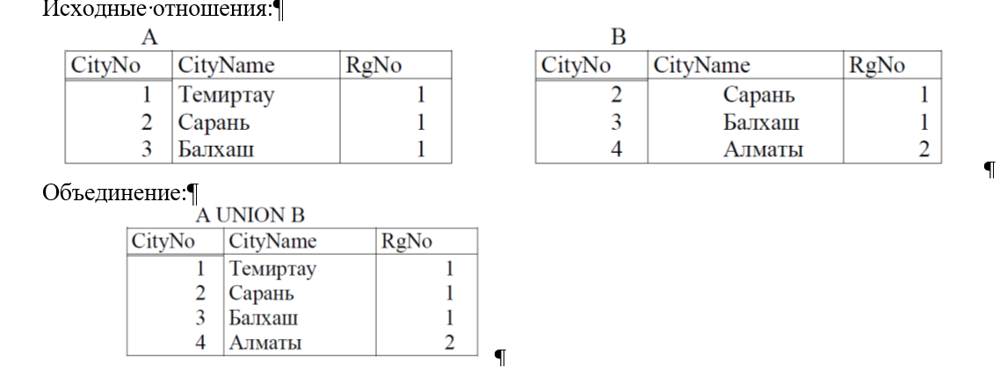 Исходные·отношения:¶
A B
CityNo CityName RgNo CityNo CityName RgNo
1 Темиртау 1 2 Сарань 1
2 Сарань 1 3 Балхаш 1
3 Балхаш 1 4 Алматы 2
¶
Объединение:¶
A UNION B
CityNo CityName RgNo
1 Темиртау 1
2 Сарань 1
3 Балхаш 1
4 Алматы 2
¶